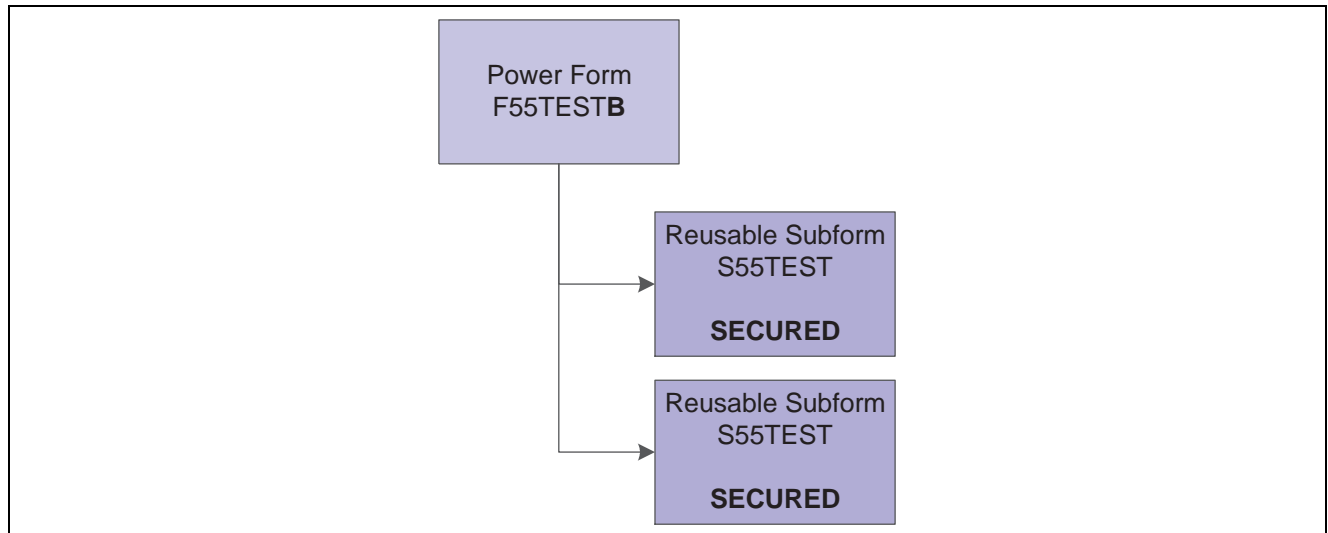 Power Form
F55TESTB
Reusable Subform
S55TEST
SECURED
Reusable Subform
S55TEST
SECURED